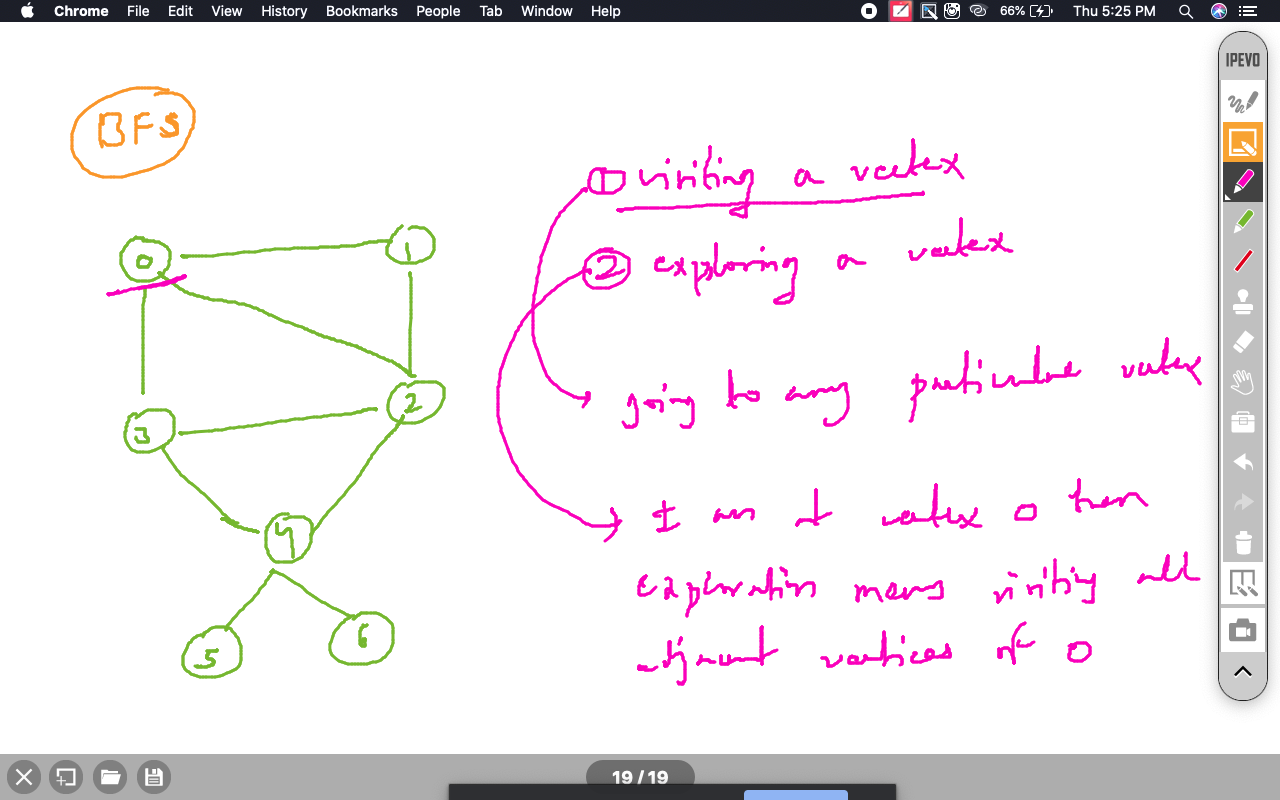 Chrome File Edit View History Bookmarks People Tab Window Help 66% Thu 5:25 PM
IPEVO
BFS
① visiting a vertex
② exploring a vertex
going to any particular vertex
I am at vertex 0 then
exploration means visiting all
adjacent vertices of 0
0 1
3 2
4
5 6
19 / 19